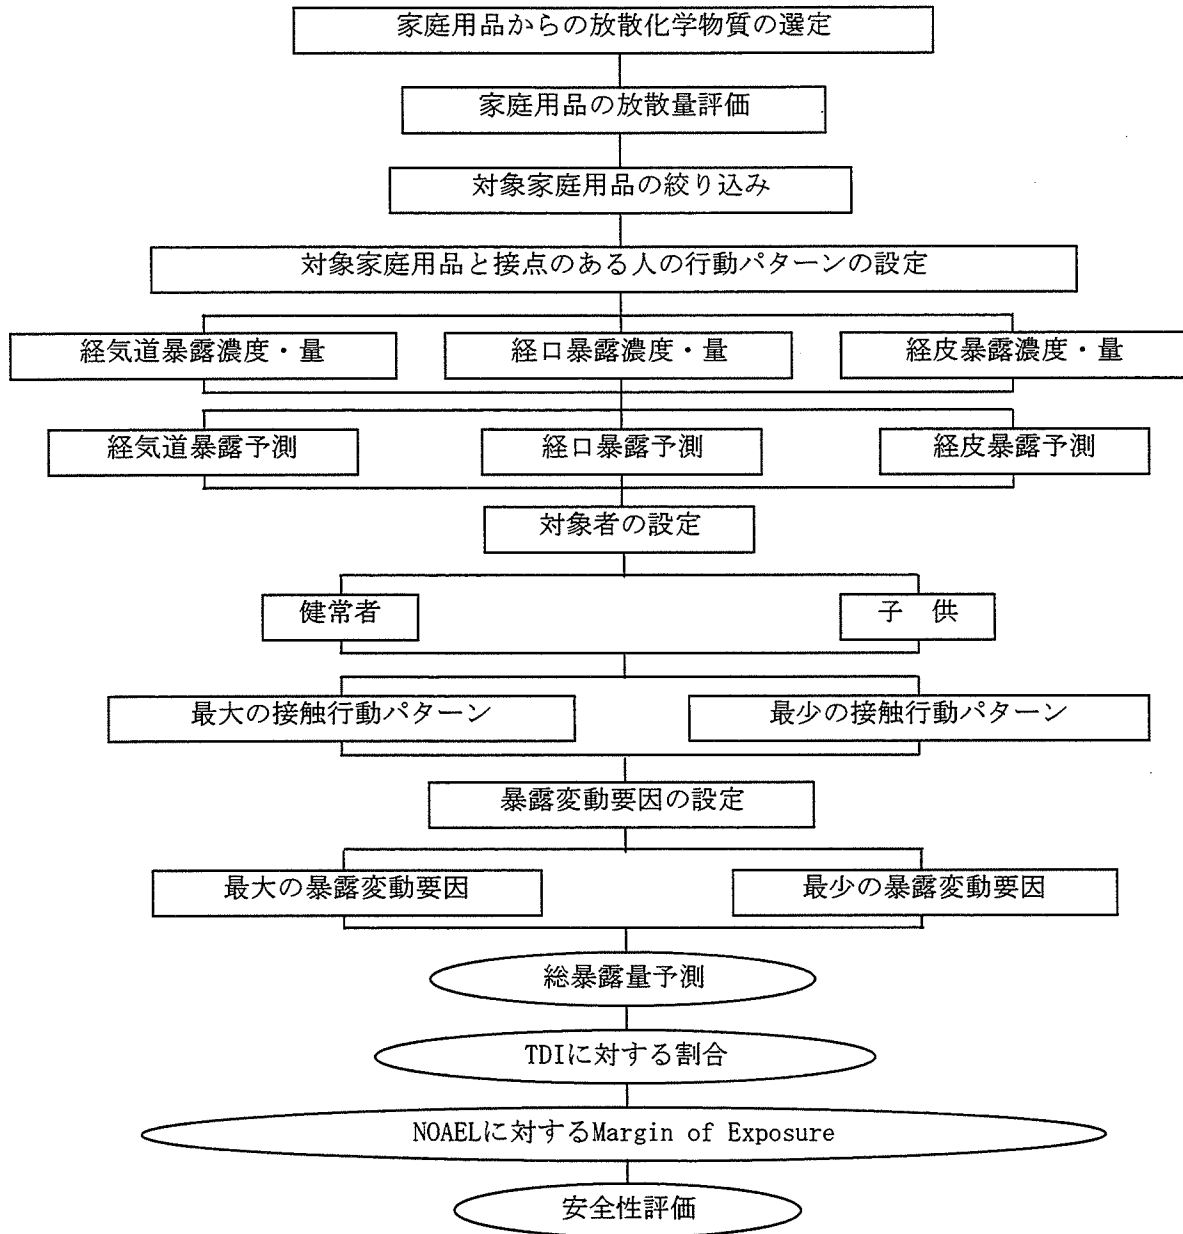 家庭用品からの放散化学物質の選定
家庭用品の放散量評価
対象家庭用品の絞り込み
対象家庭用品と接点のある人の行動パターンの設定
経気道暴露濃度・量
経口暴露濃度・量
経皮暴露濃度・量
経気道暴露予測
経口暴露予測
経皮暴露予測
対象者の設定
健常者
子 供
最大の接触行動パターン
最少の接触行動パターン
暴露変動要因の設定
最大の暴露変動要因
最少の暴露変動要因
総暴露量予測
TDIに対する割合
NOAELに対するMargin of Exposure
安全性評価